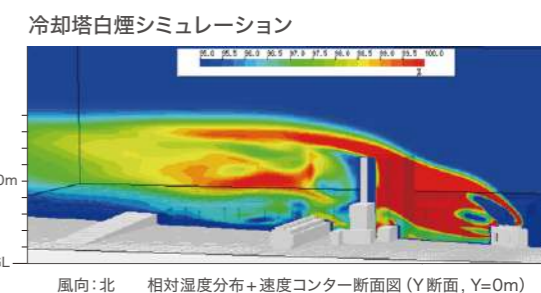 冷却塔白煙シミュレーション
95.0 95.5 96.0 96.5 97.0 97.5 98.0 98.5 99.0 99.5 100.0
%
0m
GL
風向:北 相対湿度分布+速度コンター断面図(Y断面, Y=0m)